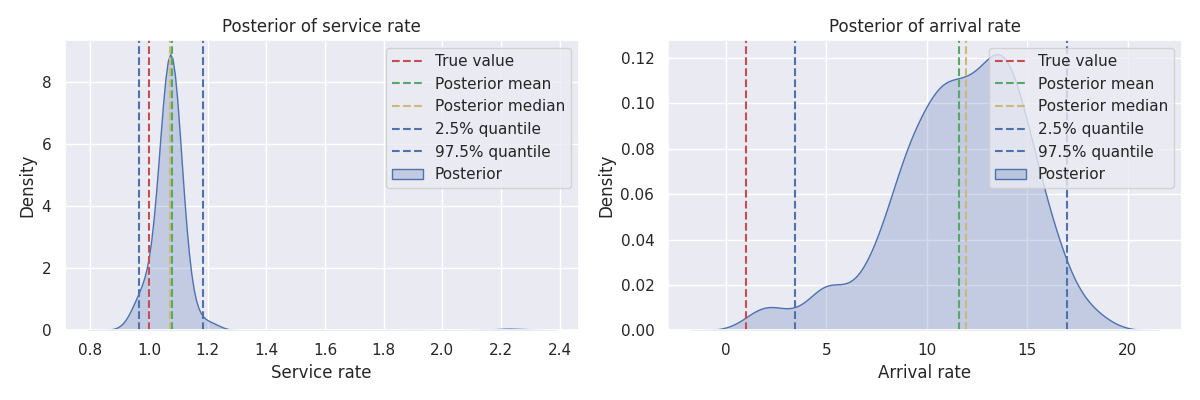 Posterior of service rate
True value
Posterior mean
Posterior median
2.5% quantile
97.5% quantile
Posterior
Density
0
2
4
6
8
0.8 1.0 1.2 1.4 1.6 1.8 2.0 2.2 2.4
Service rate
Posterior of arrival rate
True value
Posterior mean
Posterior median
2.5% quantile
97.5% quantile
Posterior
Density
0.00
0.02
0.04
0.06
0.08
0.10
0.12
0 5 10 15 20
Arrival rate